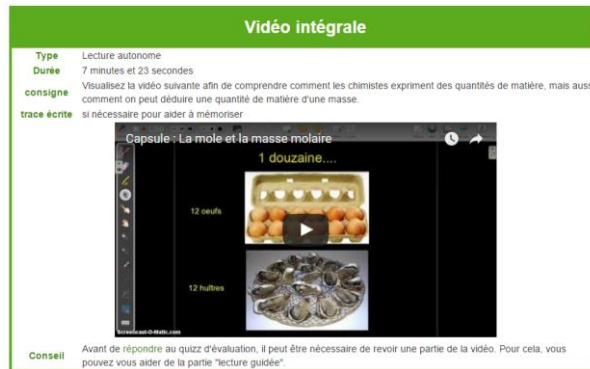 Vidéo intégrale
Type Lecture autonome
Durée 7 minutes et 23 secondes
consigne Visualisez la vidéo suivante afin de comprendre comment les chimistes expriment des quantités de matière, mais auss
comment on peut déduire une quantité de matière d'une masse.
trace écrite si nécessaire pour aider à mémoriser
Capsule : La mole et la masse molaire
1 douzaine....
12 oeufs
12 huîtres
Screencast-O-Matic.com
Conseil Avant de répondre au quizz d'évaluation, il peut être nécessaire de revoir une partie de la vidéo. Pour cela, vous
pouvez vous aider de la partie "lecture guidée".